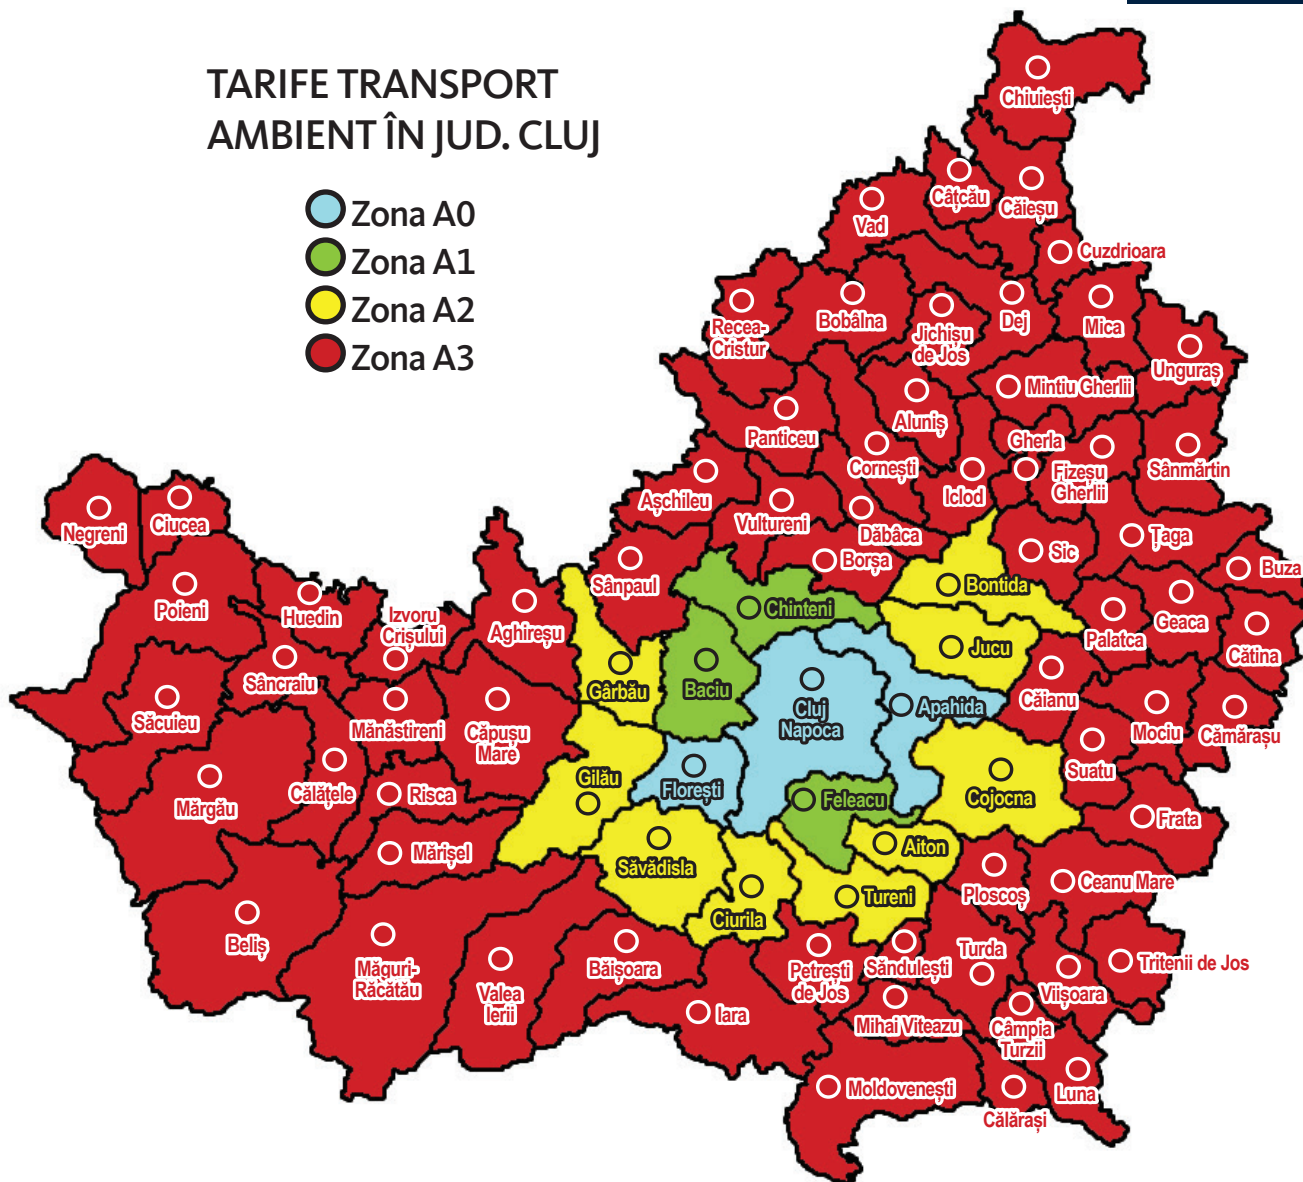 TARIFE TRANSPORT
AMBIENT ÎN JUD. CLUJ
Zona A0
Zona A1
Zona A2
Zona A3
Chiuiești
Câțcău
Căieșu
Vad
Cuzdrioara
Recea-
Cristur
Bobâlna
Jichișu
de Jos
Dej
Mica
Unguraș
Mintiu Gherlii
Panticeu
Aluniș
Cornești
Gherla
Iclod
Fizeșu
Gherlii
Sânmărtin
Așchileu
Vultureni
Dăbâca
Negreni
Ciucea
Sânpaul
Borșa
Sic
Țaga
Buza
Poieni
Huedin
Izvoru
Crișului
Aghireșu
Chinteni
Bontida
Palatca
Geaca
Cătina
Sâncraiu
Gârbău
Baciu
Jucu
Săcuieu
Mănăstireni
Căpușu
Mare
Cluj
Napoca
Apahida
Căianu
Mociu
Cămărașu
Mărgău
Călățele
Risca
Gilău
Florești
Feleacu
Cojocna
Suatu
Frata
Mărișel
Săvădisla
Aiton
Ciurila
Tureni
Ploscoș
Ceanu Mare
Beliș
Măguri-
Răcătău
Valea
Ierii
Băișoara
Petrești
de Jos
Săndulești
Turda
Viișoara
Tritenii de Jos
Iara
Mihai Viteazu
Câmpia
Turzii
Moldovenești
Călărași
Luna